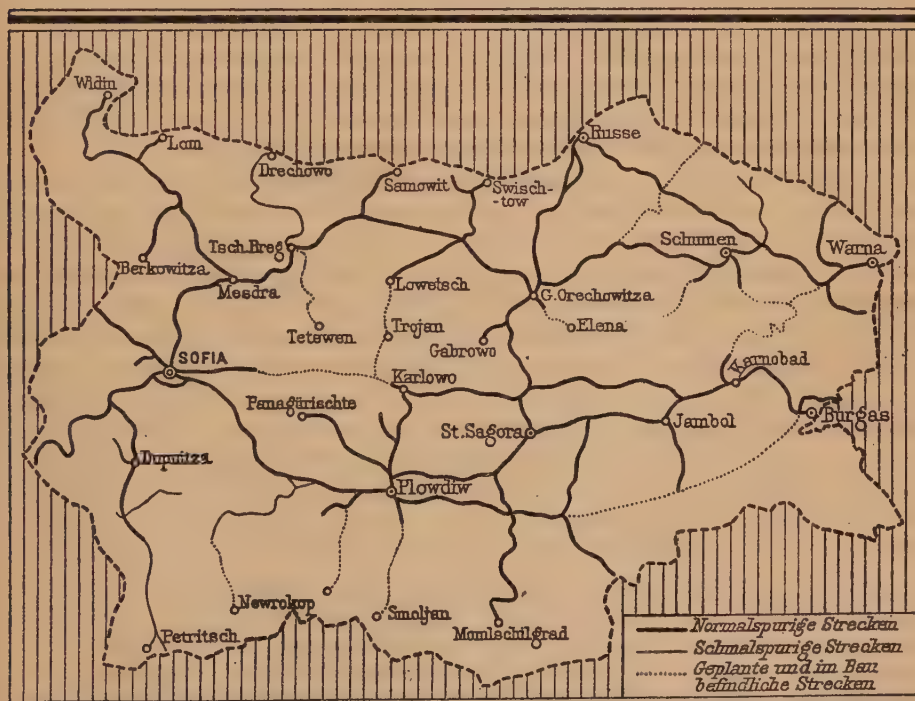 Widin
Lom
Russe
Drechowo
Samowit
Swisch-
-tow
Tsch.Breg
Schumen
Warna
Berkowitza
Mesdra
Lowetsch
G.Orechowitza
Tetewen
Trojan
Elena
Gabrowo
SOFIA
Karnobad
Karlowo
Panagärischte
St.Sagora
Jambol
Burgas
Dupnitza
Plowdiw
Newrokop
Smoljan
Momtschilgrad
Petritsch
Normalspurige Strecken
Schmalspurige Strecken
Geplante und im Bau
befindliche Strecken